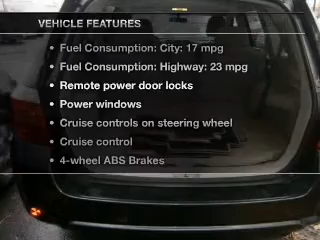 VEHICLE FEATURES
• Fuel Consumption: City: 17 mpg
• Fuel Consumption: Highway: 23 mpg
• Remote power door locks
• Power windows
• Cruise controls on steering wheel
• Cruise control
• 4-wheel ABS Brakes